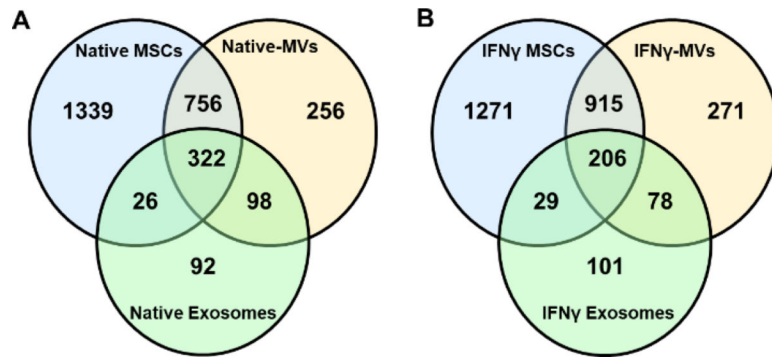 A
Native MSCs
Native-MVs
1339
756
256
322
26
98
92
Native Exosomes
B
IFNγ MSCs
IFNγ-MVs
1271
915
271
206
29
78
101
IFNγ Exosomes